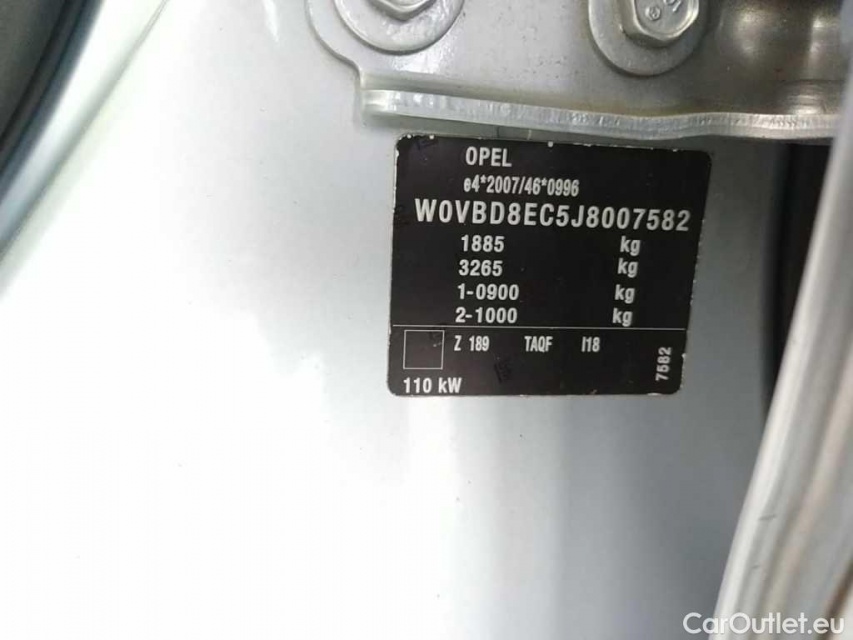 OPEL
e4*2007/46*0996
W0VBD8EC5J8007582
1885 kg
3265 kg
1-0900 kg
2-1000 kg
Z 189 TAQF I18
7582
110 kW
CarOutlet.eu